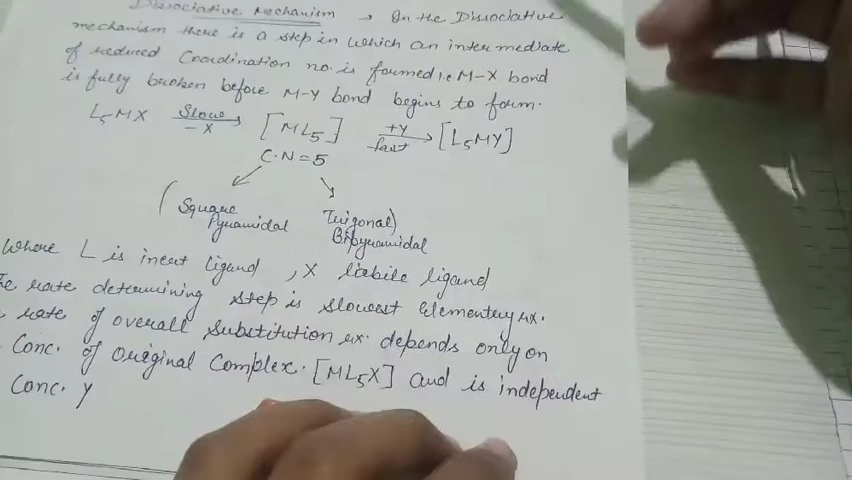 Dissociative Mechanism → On the Dissociative
mechanism there is a step in which an intermediate
of reduced Coordination no. is formed i.e M-X bond
is fully broken before M-Y bond begins to form.
L5MX Slow -X → [ML5] +Y fast → [L5MY]
C.N = 5
(Square Pyramidal Trigonal) Bipyramidal
Where L is inert ligand , X liabile ligand
rate determining step is slowest Elementary rx.
rate of overall Substitution rx. depends only on
Conc. of Original Complex. [ML5X] and is independent
Conc. Y